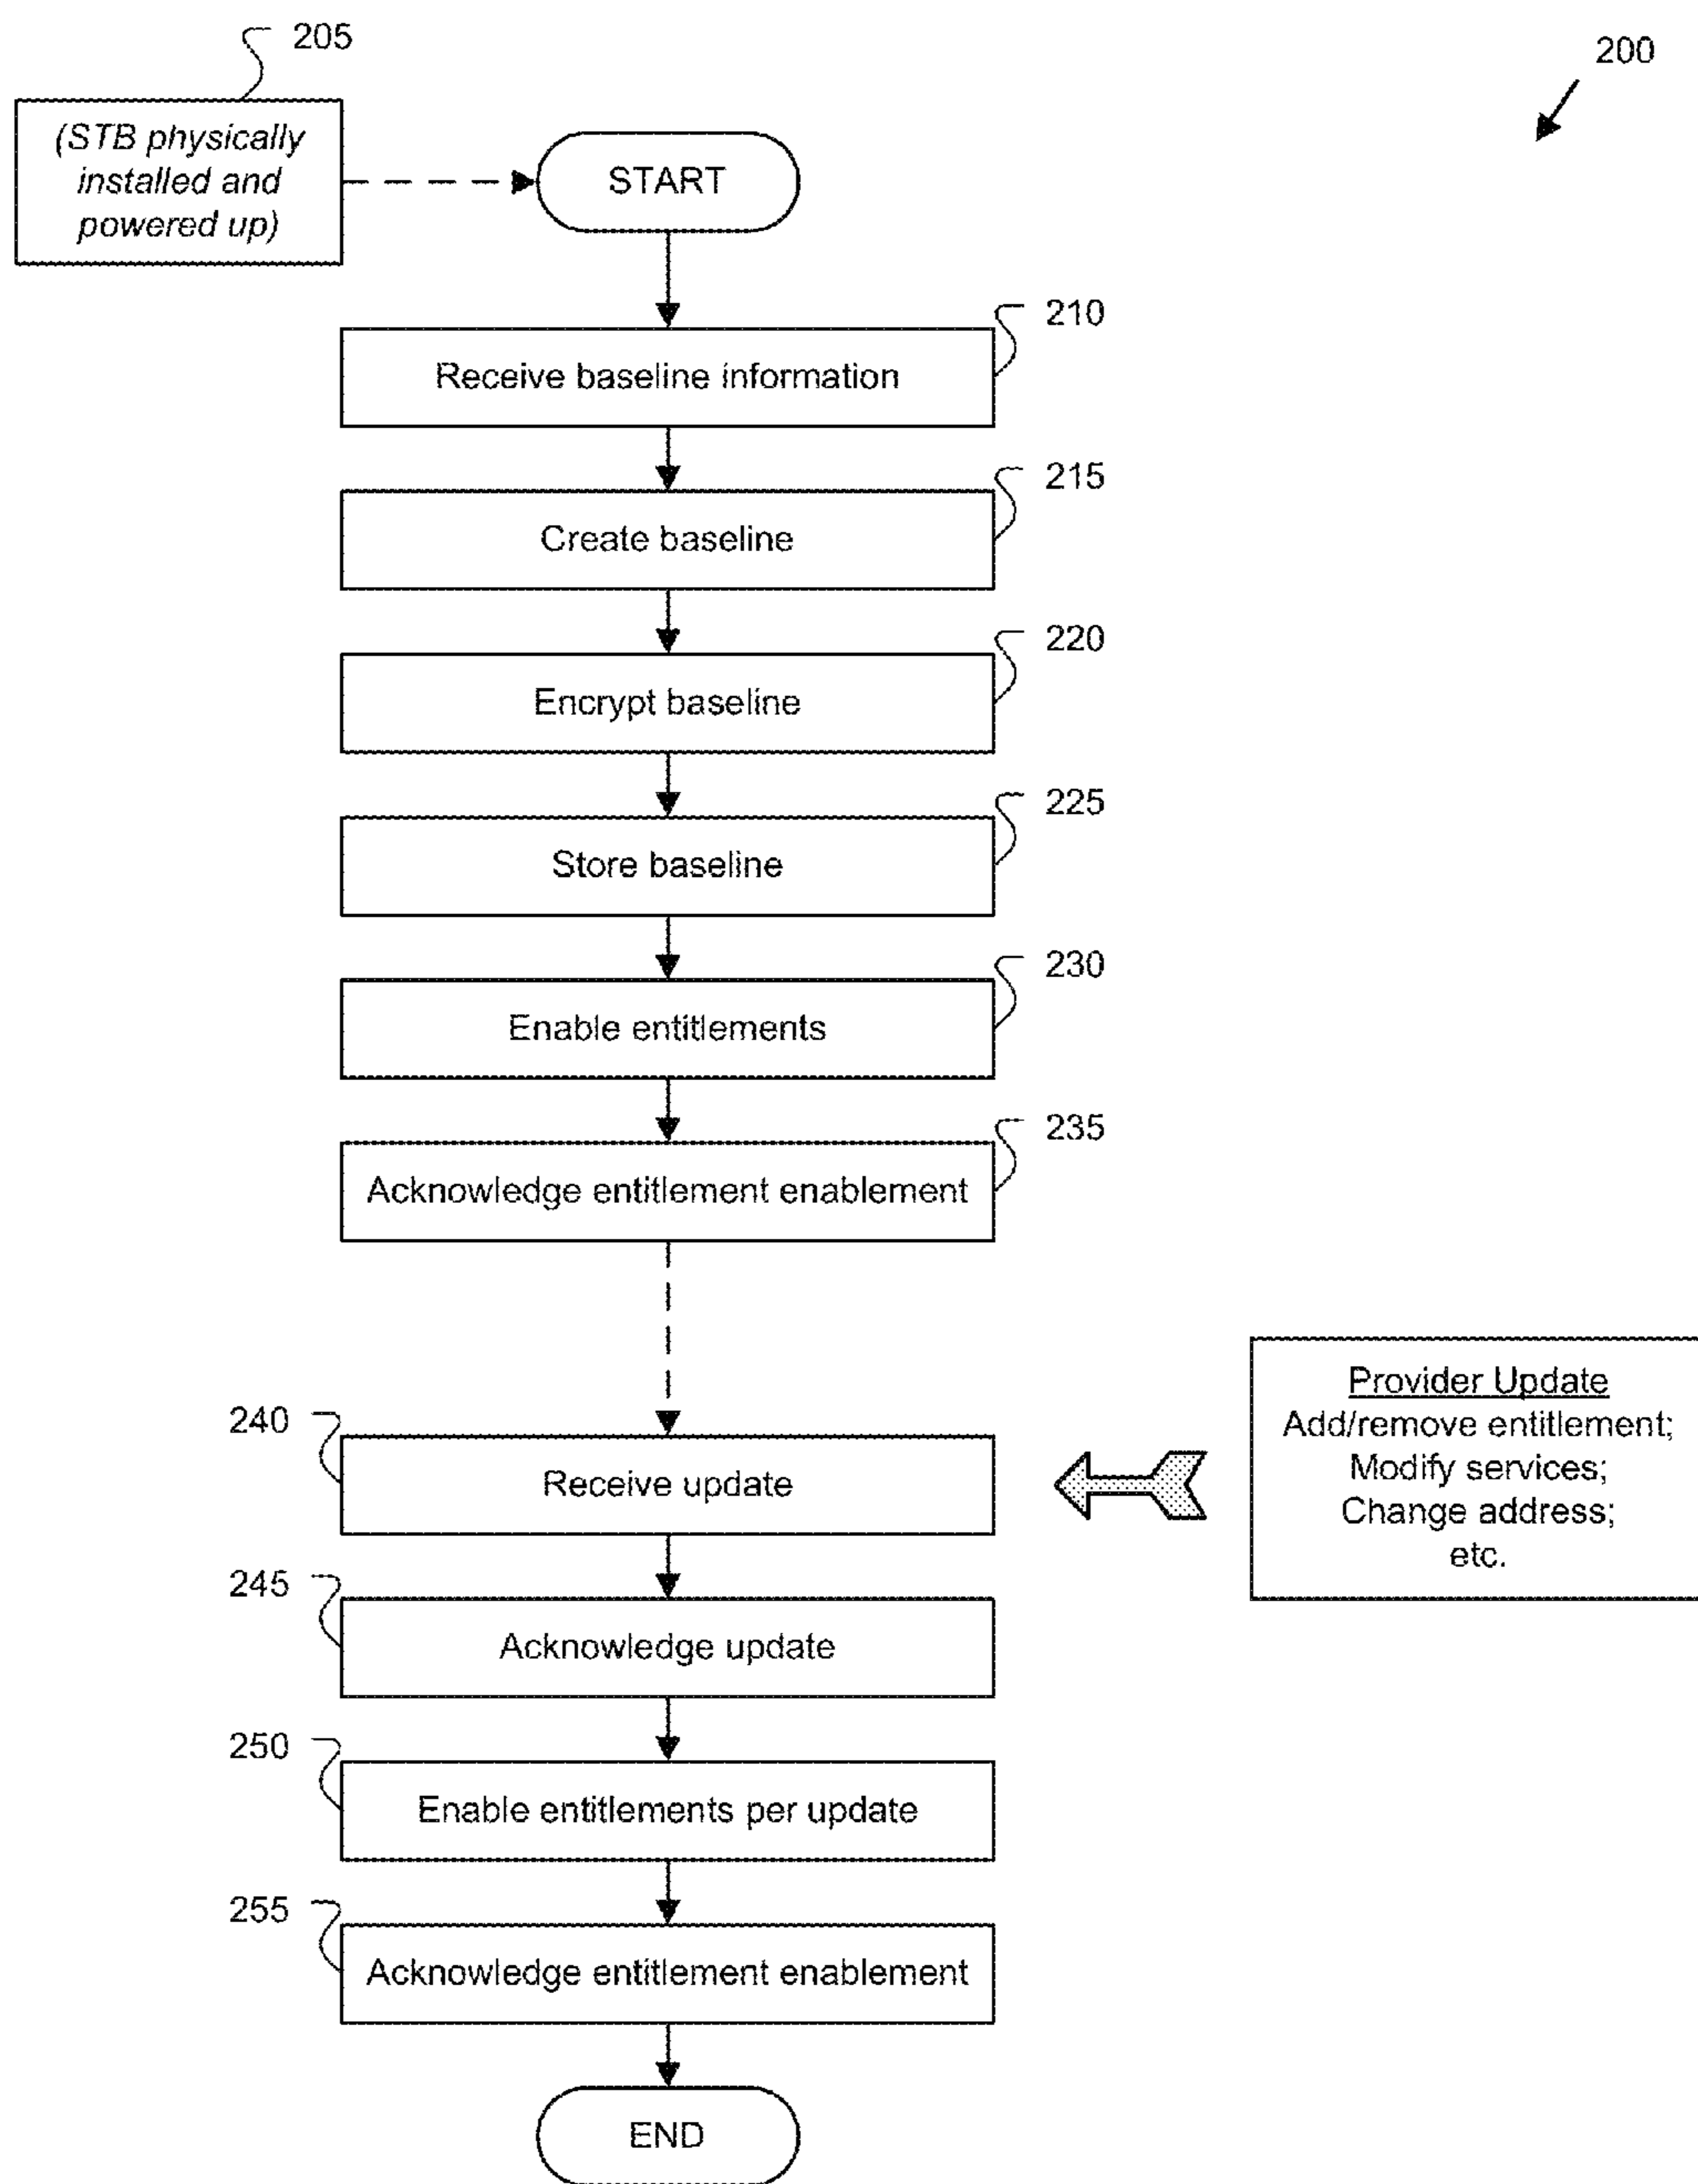 205
200
(STB physically
installed and
powered up)
START
210
Receive baseline information
215
Create baseline
220
Encrypt baseline
225
Store baseline
230
Enable entitlements
235
Acknowledge entitlement enablement
Provider Update
Add/remove entitlement;
Modify services;
Change address;
etc.
240
Receive update
245
Acknowledge update
250
Enable entitlements per update
255
Acknowledge entitlement enablement
END